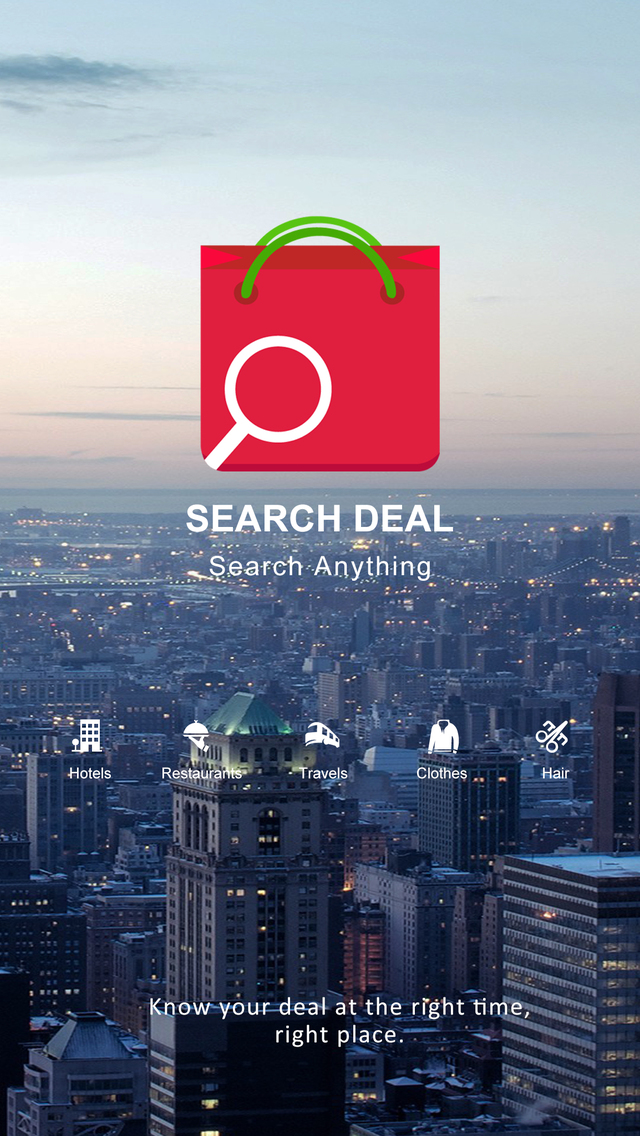 SEARCH DEAL
Search Anything
Hotels
Restaurants
Travels
Clothes
Hair
Know your deal at the right time,
right place.